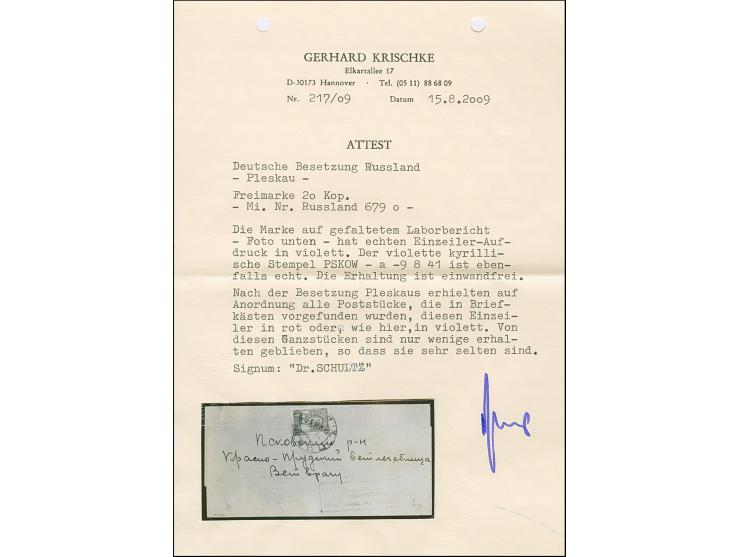 GERHARD KRISCHKE
Elkartallee 17
D-30173 Hannover · Tel. (05 11) 88 68 09
Nr. 217/09 Datum 15.8.2009
ATTEST
Deutsche Besetzung Russland
- Pleskau -
Freimarke 20 Kop.
- Mi. Nr. Russland 679 o -
Die Marke auf gefaltetem Laborbericht
- Foto unten - hat echten Einzeiler-Auf-
druck in violett. Der violette kyrilli-
sche Stempel PSKOW - a -9 8 41 ist eben-
falls echt. Die Erhaltung ist einwandfrei.
Nach der Besetzung Pleskaus erhielten auf
Anordnung alle Poststücke, die in Brief-
kästen vorgefunden wurden, diesen Einzei-
ler in rot oder, wie hier, in violett. Von
diesen Ganzstücken sind nur wenige erhal-
ten geblieben, so dass sie sehr selten sind.
Signum: "Dr.SCHULTZ"
р-н
Красно-Прудский ветлечебница
Вет врачу.